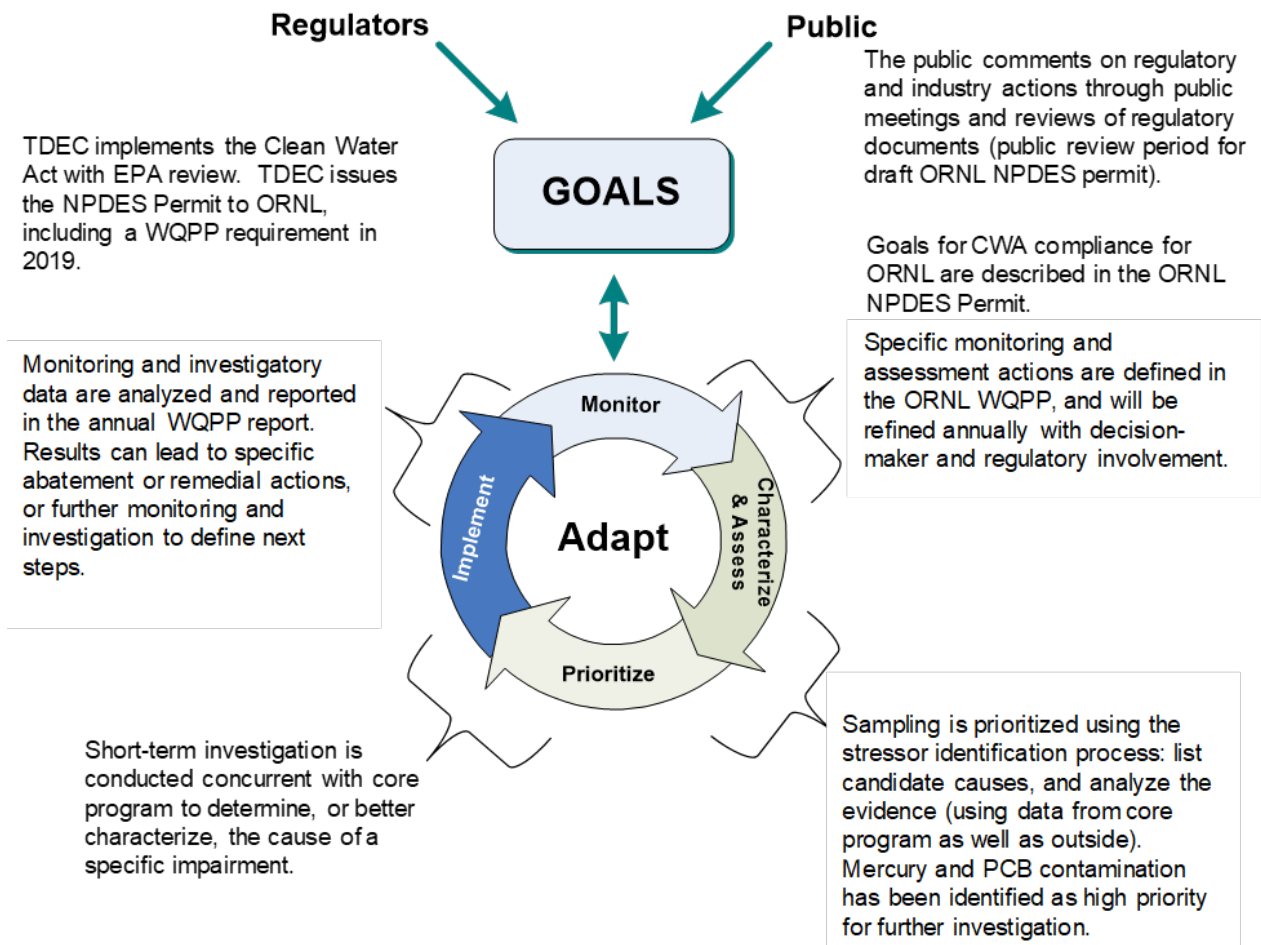 Regulators
Public
TDEC implements the Clean Water
Act with EPA review. TDEC issues
the NPDES Permit to ORNL,
including a WQPP requirement in
2019.
GOALS
The public comments on regulatory
and industry actions through public
meetings and reviews of regulatory
documents (public review period for
draft ORNL NPDES permit).
Goals for CWA compliance for
ORNL are described in the ORNL
NPDES Permit.
Monitoring and investigatory
data are analyzed and reported
in the annual WQPP report.
Results can lead to specific
abatement or remedial actions,
or further monitoring and
investigation to define next
steps.
Monitor
Characterize
& Assess
Prioritize
Implement
Adapt
Specific monitoring and
assessment actions are defined in
the ORNL WQPP, and will be
refined annually with decision-
maker and regulatory involvement.
Short-term investigation is
conducted concurrent with core
program to determine, or better
characterize, the cause of a
specific impairment.
Sampling is prioritized using the
stressor identification process: list
candidate causes, and analyze the
evidence (using data from core
program as well as outside).
Mercury and PCB contamination
has been identified as high priority
for further investigation.